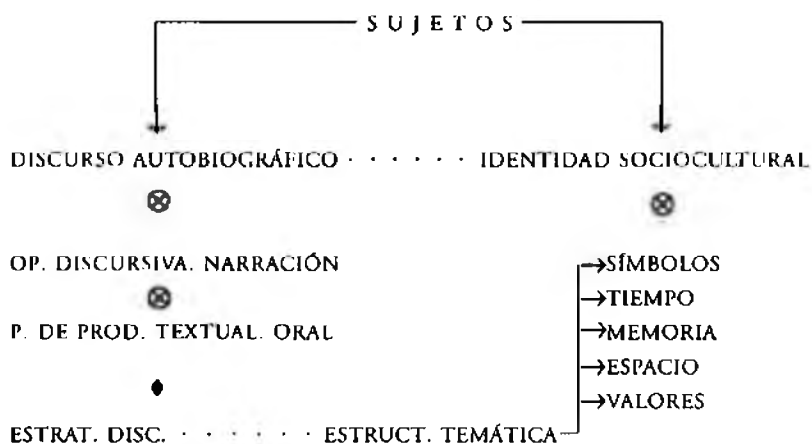 SUJETOS
DISCURSO AUTOBIOGRÁFICO · · · · · · IDENTIDAD SOCIOCULTURAL
OP. DISCURSIVA. NARRACIÓN
P. DE PROD. TEXTUAL. ORAL
SÍMBOLOS
TIEMPO
MEMORIA
ESPACIO
VALORES
ESTRAT. DISC. · · · · · · ESTRUCT. TEMÁTICA